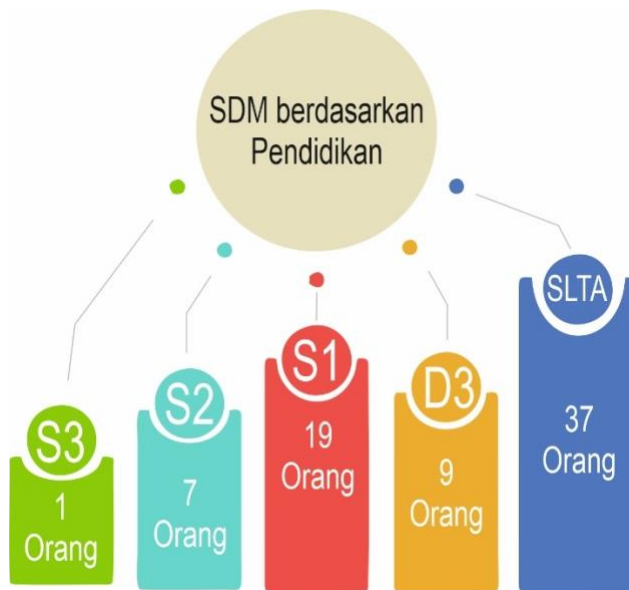 SDM berdasarkan
Pendidikan
S3
1
Orang
S2
7
Orang
S1
19
Orang
D3
9
Orang
SLTA
37
Orang